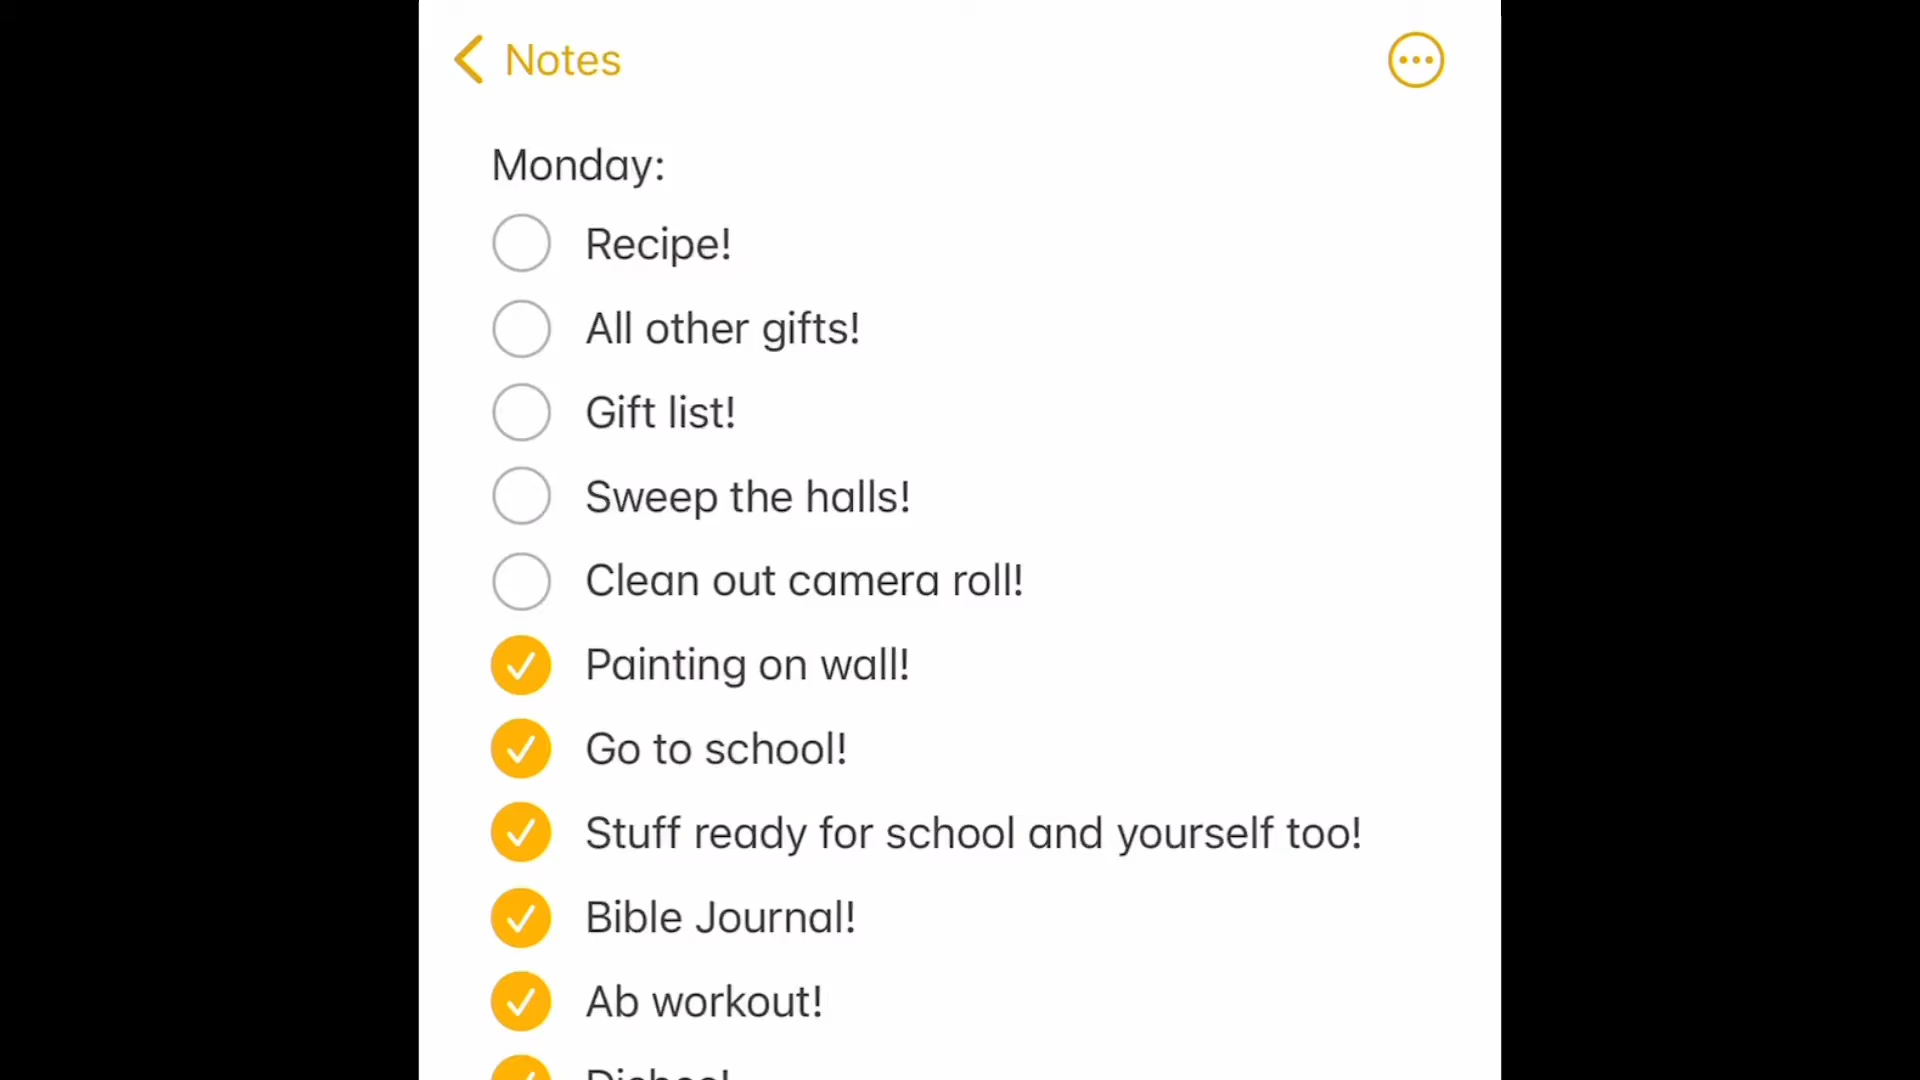 Notes
Monday:
Recipe!
All other gifts!
Gift list!
Sweep the halls!
Clean out camera roll!
Painting on wall!
Go to school!
Stuff ready for school and yourself too!
Bible Journal!
Ab workout!
Dishes!